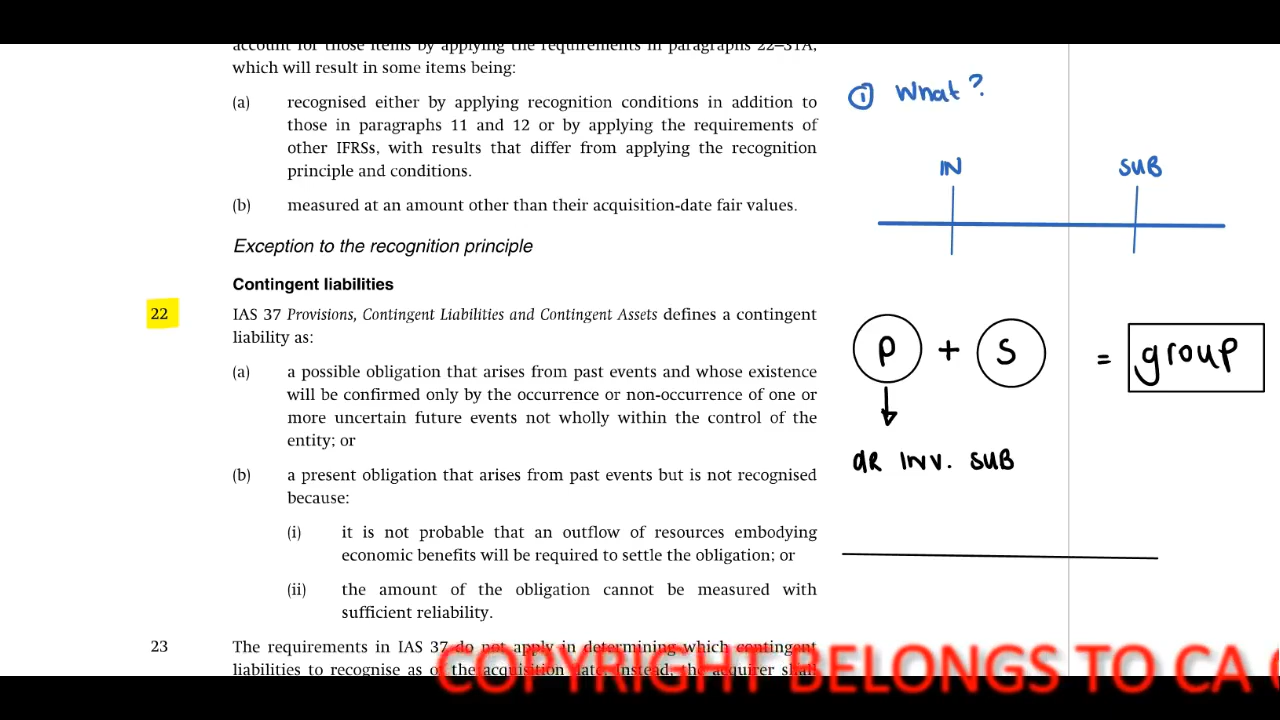 account for those items by applying the requirements in paragraphs 22–31A,
which will result in some items being:
(a) recognised either by applying recognition conditions in addition to
those in paragraphs 11 and 12 or by applying the requirements of
other IFRSs, with results that differ from applying the recognition
principle and conditions.
(b) measured at an amount other than their acquisition-date fair values.
Exception to the recognition principle
Contingent liabilities
22 IAS 37 Provisions, Contingent Liabilities and Contingent Assets defines a contingent
liability as:
(a) a possible obligation that arises from past events and whose existence
will be confirmed only by the occurrence or non-occurrence of one or
more uncertain future events not wholly within the control of the
entity; or
(b) a present obligation that arises from past events but is not recognised
because:
(i) it is not probable that an outflow of resources embodying
economic benefits will be required to settle the obligation; or
(ii) the amount of the obligation cannot be measured with
sufficient reliability.
23 The requirements in IAS 37 do not apply in determining which contingent
liabilities to recognise as of the acquisition date. Instead, the acquirer shall
① What?
IN SUB
P + S = group
dR INV. SUB
COPYRIGHT BELONGS TO CA